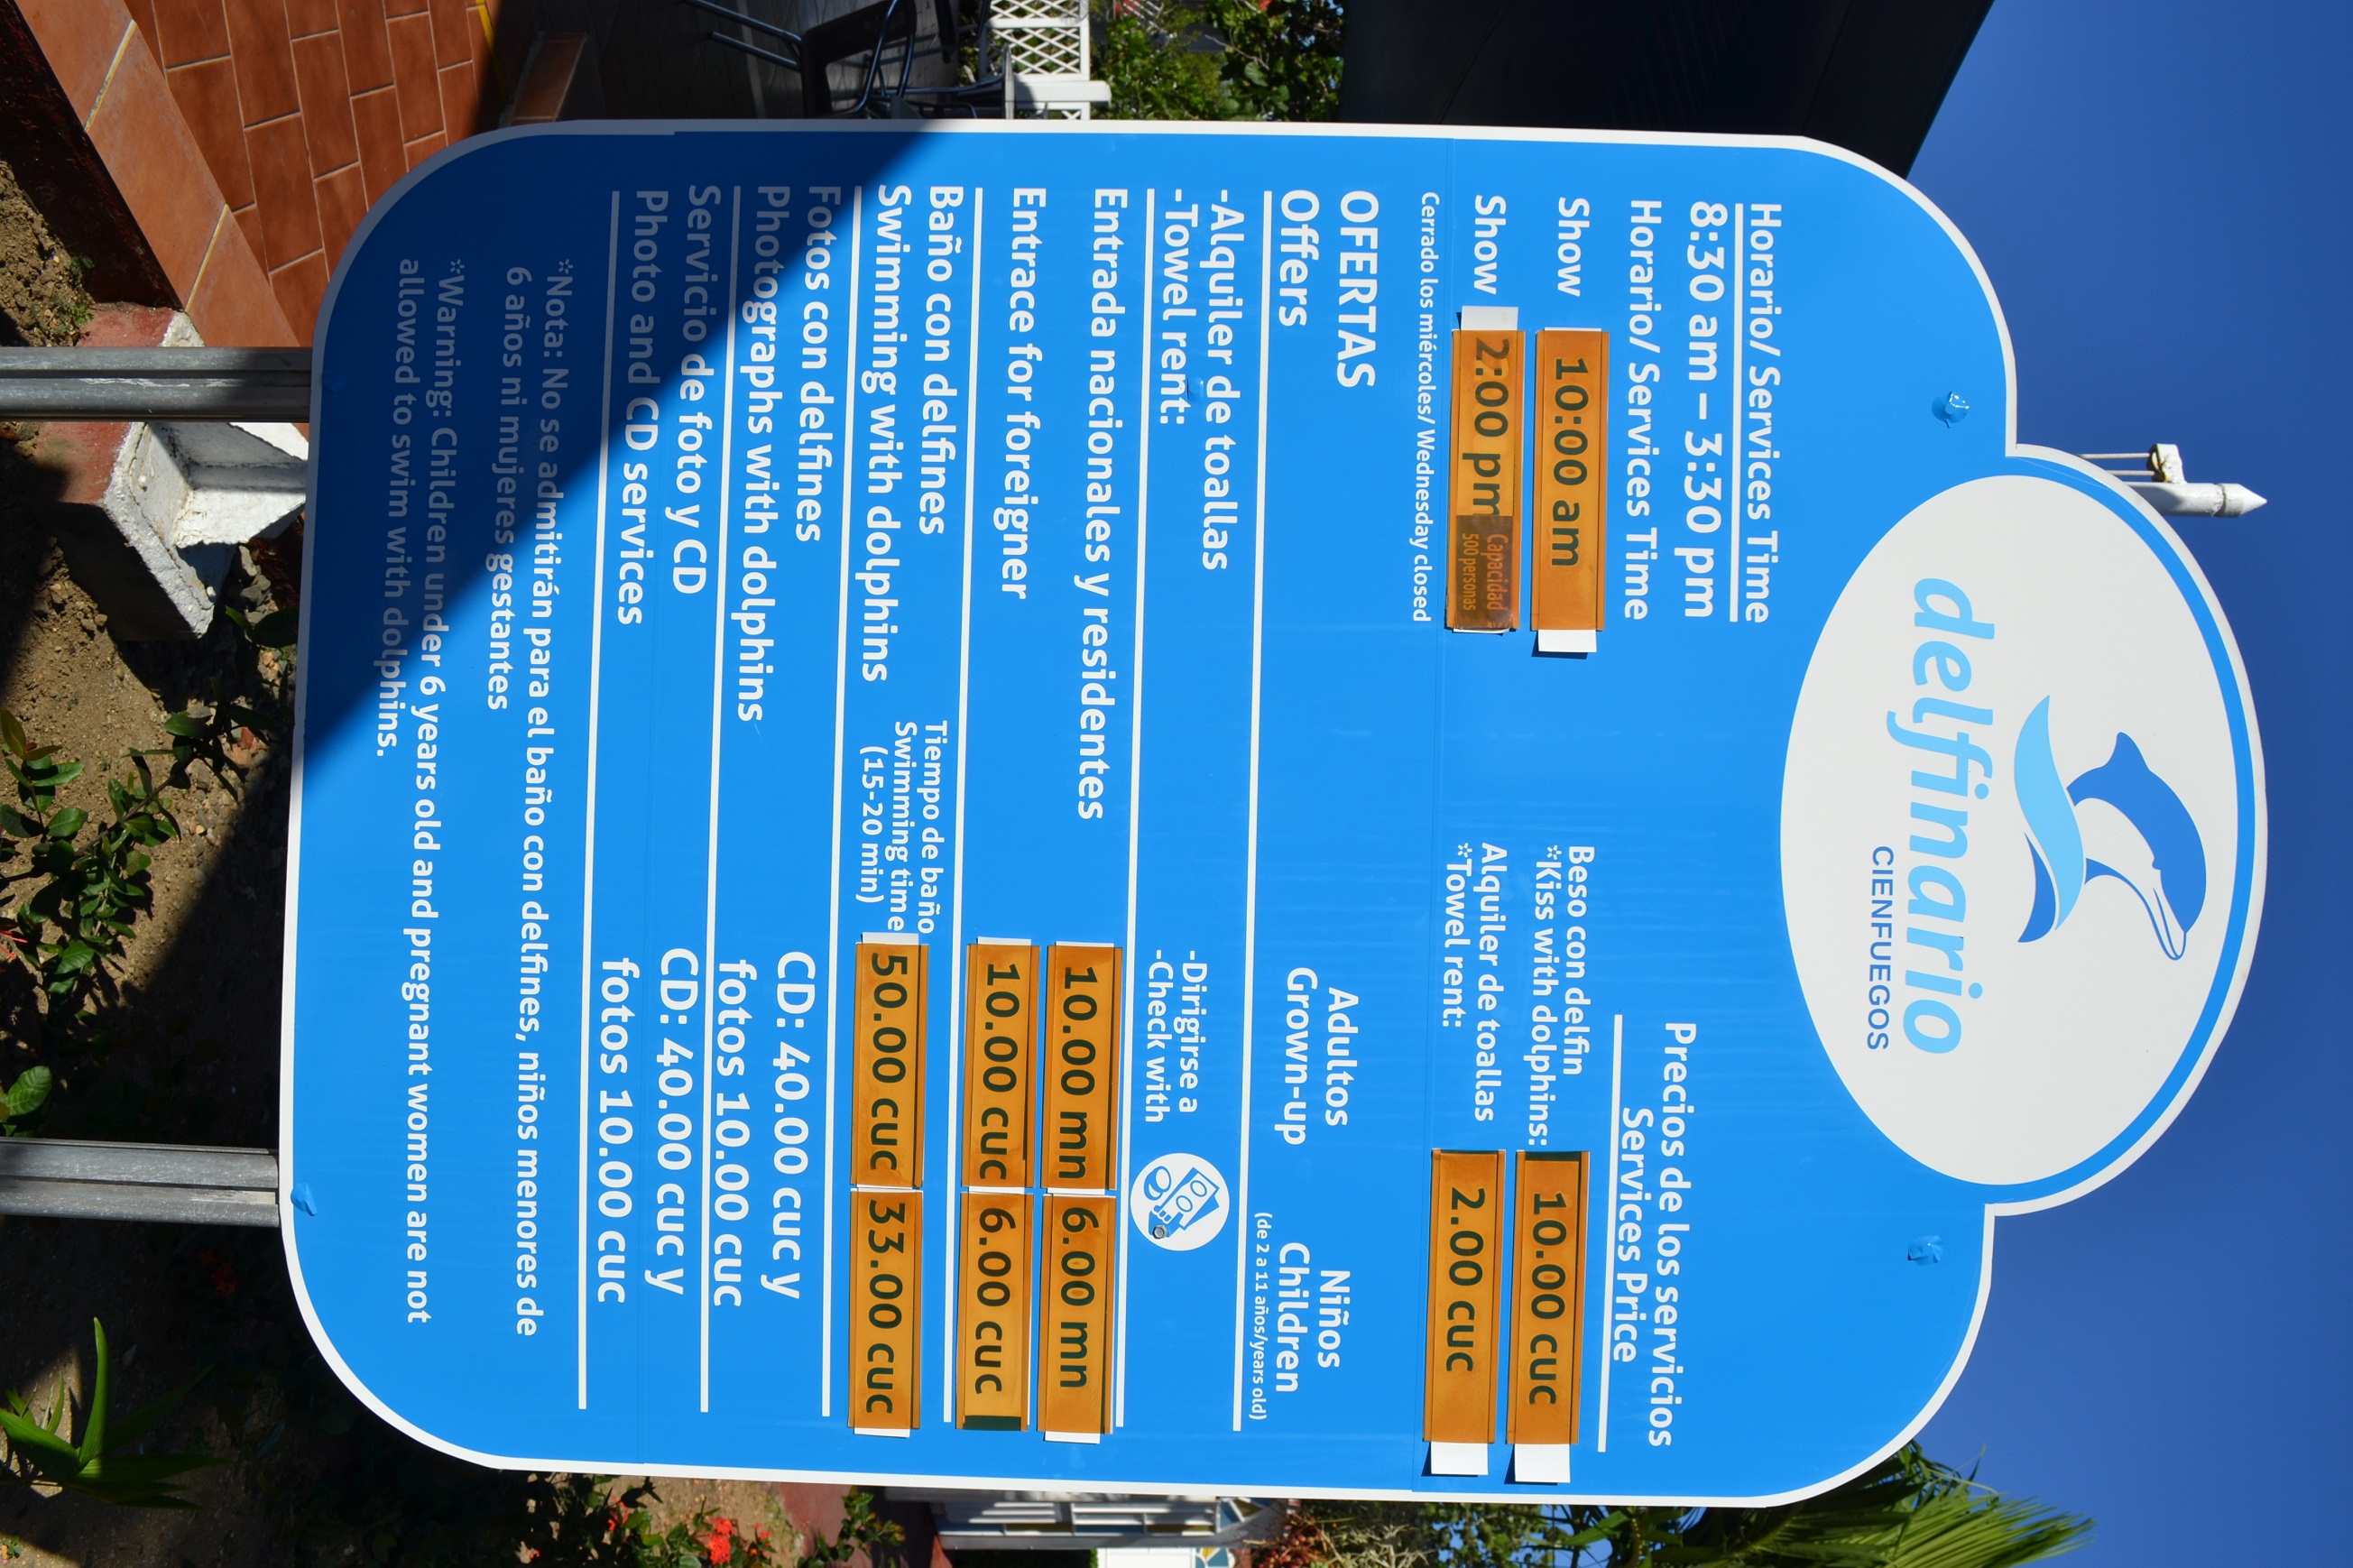 delfinario
CIENFUEGOS
Horario/ Services Time
8:30 am – 3:30 pm
Horario/ Services Time
Show 10:00 am
Show 2:00 pm
Capacidad
500 personas
Cerrado los miércoles/ Wednesday closed
Precios de los servicios
Services Price
Beso con delfin
*Kiss with dolphins: 10.00 cuc
Alquiler de toallas
*Towel rent: 2.00 cuc
OFERTAS
Offers
Adultos
Grown-up
Niños
Children
(de 2 a 11 años/years old)
-Alquiler de toallas
-Towel rent:
-Dirigirse a
-Check with
Entrada nacionales y residentes 10.00 mn 6.00 mn
Entrace for foreigner 10.00 cuc 6.00 cuc
Baño con delfines
Swimming with dolphins
Tiempo de baño
Swimming time
(15-20 min)
50.00 cuc 33.00 cuc
Fotos con delfines
Photographs with dolphins
CD: 40.00 cuc y
fotos 10.00 cuc
Servicio de foto y CD
Photo and CD services
CD: 40.00 cuc y
fotos 10.00 cuc
*Nota: No se admitirán para el baño con delfines, niños menores de
6 años ni mujeres gestantes
*Warning: Children under 6 years old and pregnant women are not
allowed to swim with dolphins.